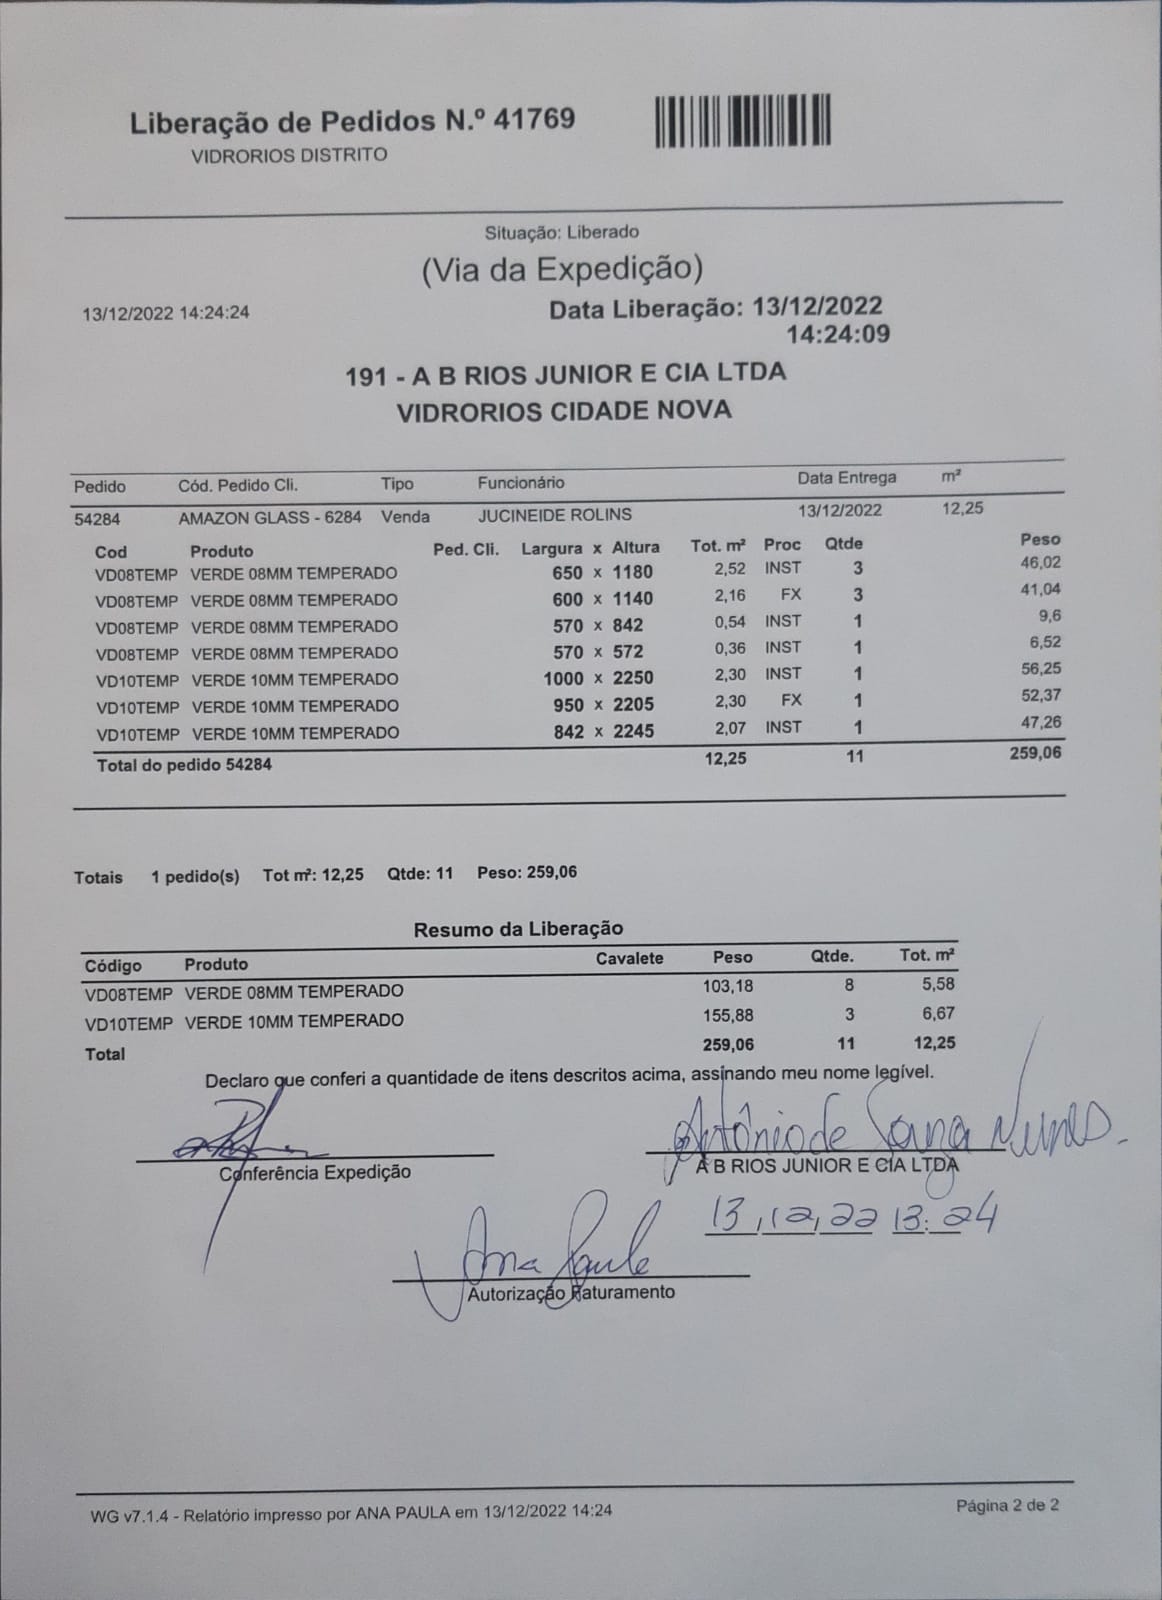 Liberação de Pedidos N.º 41769
VIDRORIOS DISTRITO
Situação: Liberado
(Via da Expedição)
13/12/2022 14:24:24 Data Liberação: 13/12/2022
14:24:09
191 - A B RIOS JUNIOR E CIA LTDA
VIDRORIOS CIDADE NOVA
Pedido Cód. Pedido Cli. Tipo Funcionário Data Entrega m²
54284 AMAZON GLASS - 6284 Venda JUCINEIDE ROLINS 13/12/2022 12,25
Cod Produto Ped. Cli. Largura x Altura Tot. m² Proc Qtde Peso
VD08TEMP VERDE 08MM TEMPERADO 650 x 1180 2,52 INST 3 46,02
VD08TEMP VERDE 08MM TEMPERADO 600 x 1140 2,16 FX 3 41,04
VD08TEMP VERDE 08MM TEMPERADO 570 x 842 0,54 INST 1 9,6
VD08TEMP VERDE 08MM TEMPERADO 570 x 572 0,36 INST 1 6,52
VD10TEMP VERDE 10MM TEMPERADO 1000 x 2250 2,30 INST 1 56,25
VD10TEMP VERDE 10MM TEMPERADO 950 x 2205 2,30 FX 1 52,37
VD10TEMP VERDE 10MM TEMPERADO 842 x 2245 2,07 INST 1 47,26
Total do pedido 54284 12,25 11 259,06
Totais 1 pedido(s) Tot m²: 12,25 Qtde: 11 Peso: 259,06
Resumo da Liberação
Código Produto Cavalete Peso Qtde. Tot. m²
VD08TEMP VERDE 08MM TEMPERADO 103,18 8 5,58
VD10TEMP VERDE 10MM TEMPERADO 155,88 3 6,67
Total 259,06 11 12,25
Declaro que conferi a quantidade de itens descritos acima, assinando meu nome legível.
Antônio de Nunes
Conferência Expedição A B RIOS JUNIOR E CIA LTDA
13,12,22 13:24
Ana Paula
Autorização Faturamento
WG v7.1.4 - Relatório impresso por ANA PAULA em 13/12/2022 14:24 Página 2 de 2